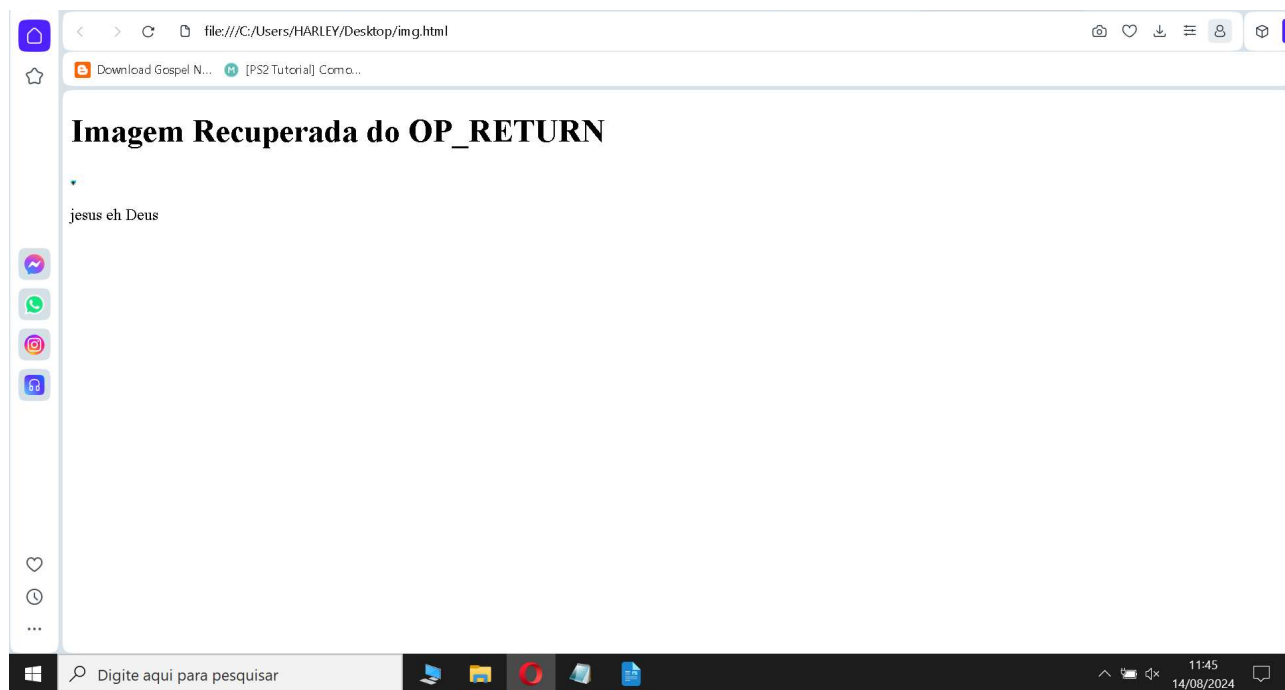 file:///C:/Users/HARLEY/Desktop/img.html
Download Gospel N... [PS2 Tutorial] Como...
Imagem Recuperada do OP_RETURN
jesus eh Deus
Digite aqui para pesquisar
11:45
14/08/2024